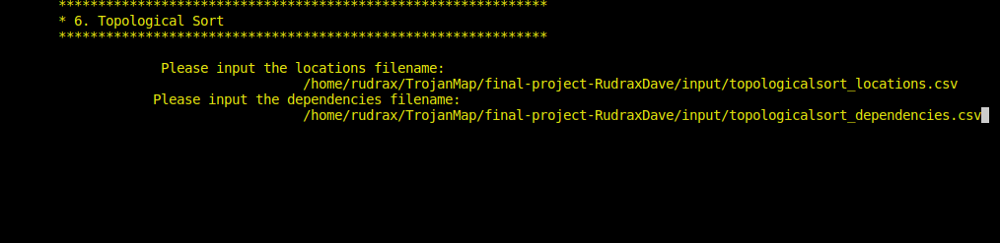 **************************************************************
* 6. Topological Sort
**************************************************************
Please input the locations filename:
/home/rudrax/TrojanMap/final-project-RudraxDave/input/topologicalsort_locations.csv
Please input the dependencies filename:
/home/rudrax/TrojanMap/final-project-RudraxDave/input/topologicalsort_dependencies.csv